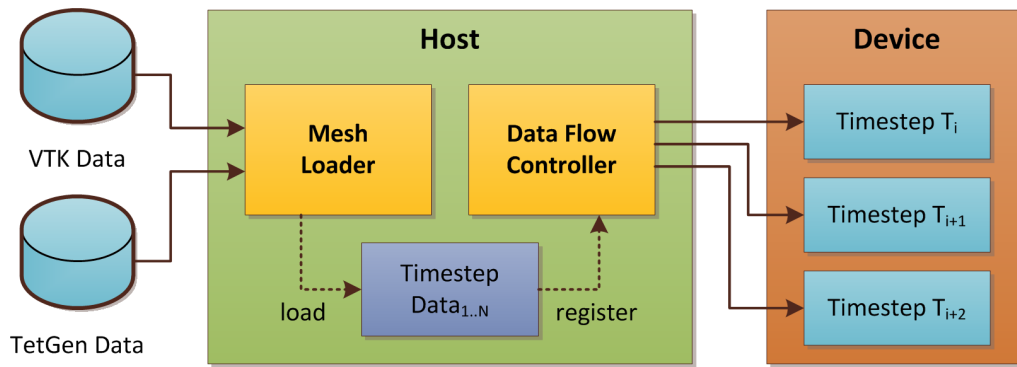 VTK Data
TetGen Data
Host
Mesh
Loader
Data Flow
Controller
load
Timestep
Data1..N
register
Device
Timestep Ti
Timestep Ti+1
Timestep Ti+2